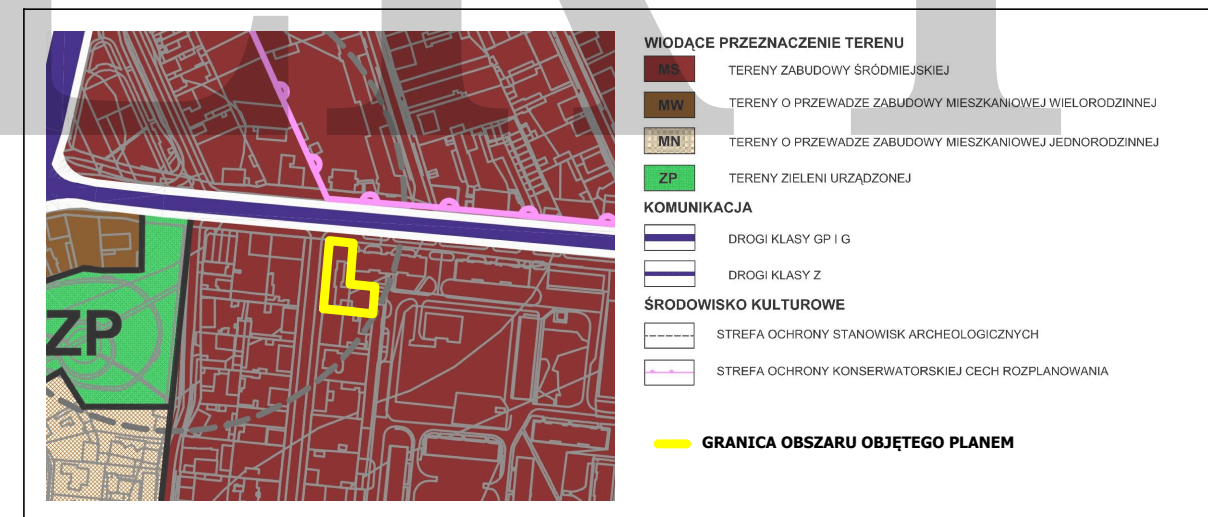 WIODĄCE PRZEZNACZENIE TERENU
MS TERENY ZABUDOWY ŚRÓDMIEJSKIEJ
MW TERENY O PRZEWADZE ZABUDOWY MIESZKANIOWEJ WIELORODZINNEJ
MN TERENY O PRZEWADZE ZABUDOWY MIESZKANIOWEJ JEDNORODZINNEJ
ZP TERENY ZIELENI URZĄDZONEJ
KOMUNIKACJA
DROGI KLASY GP I G
DROGI KLASY Z
ŚRODOWISKO KULTUROWE
STREFA OCHRONY STANOWISK ARCHEOLOGICZNYCH
STREFA OCHRONY KONSERWATORSKIEJ CECH ROZPLANOWANIA
GRANICA OBSZARU OBJĘTEGO PLANEM
ZP